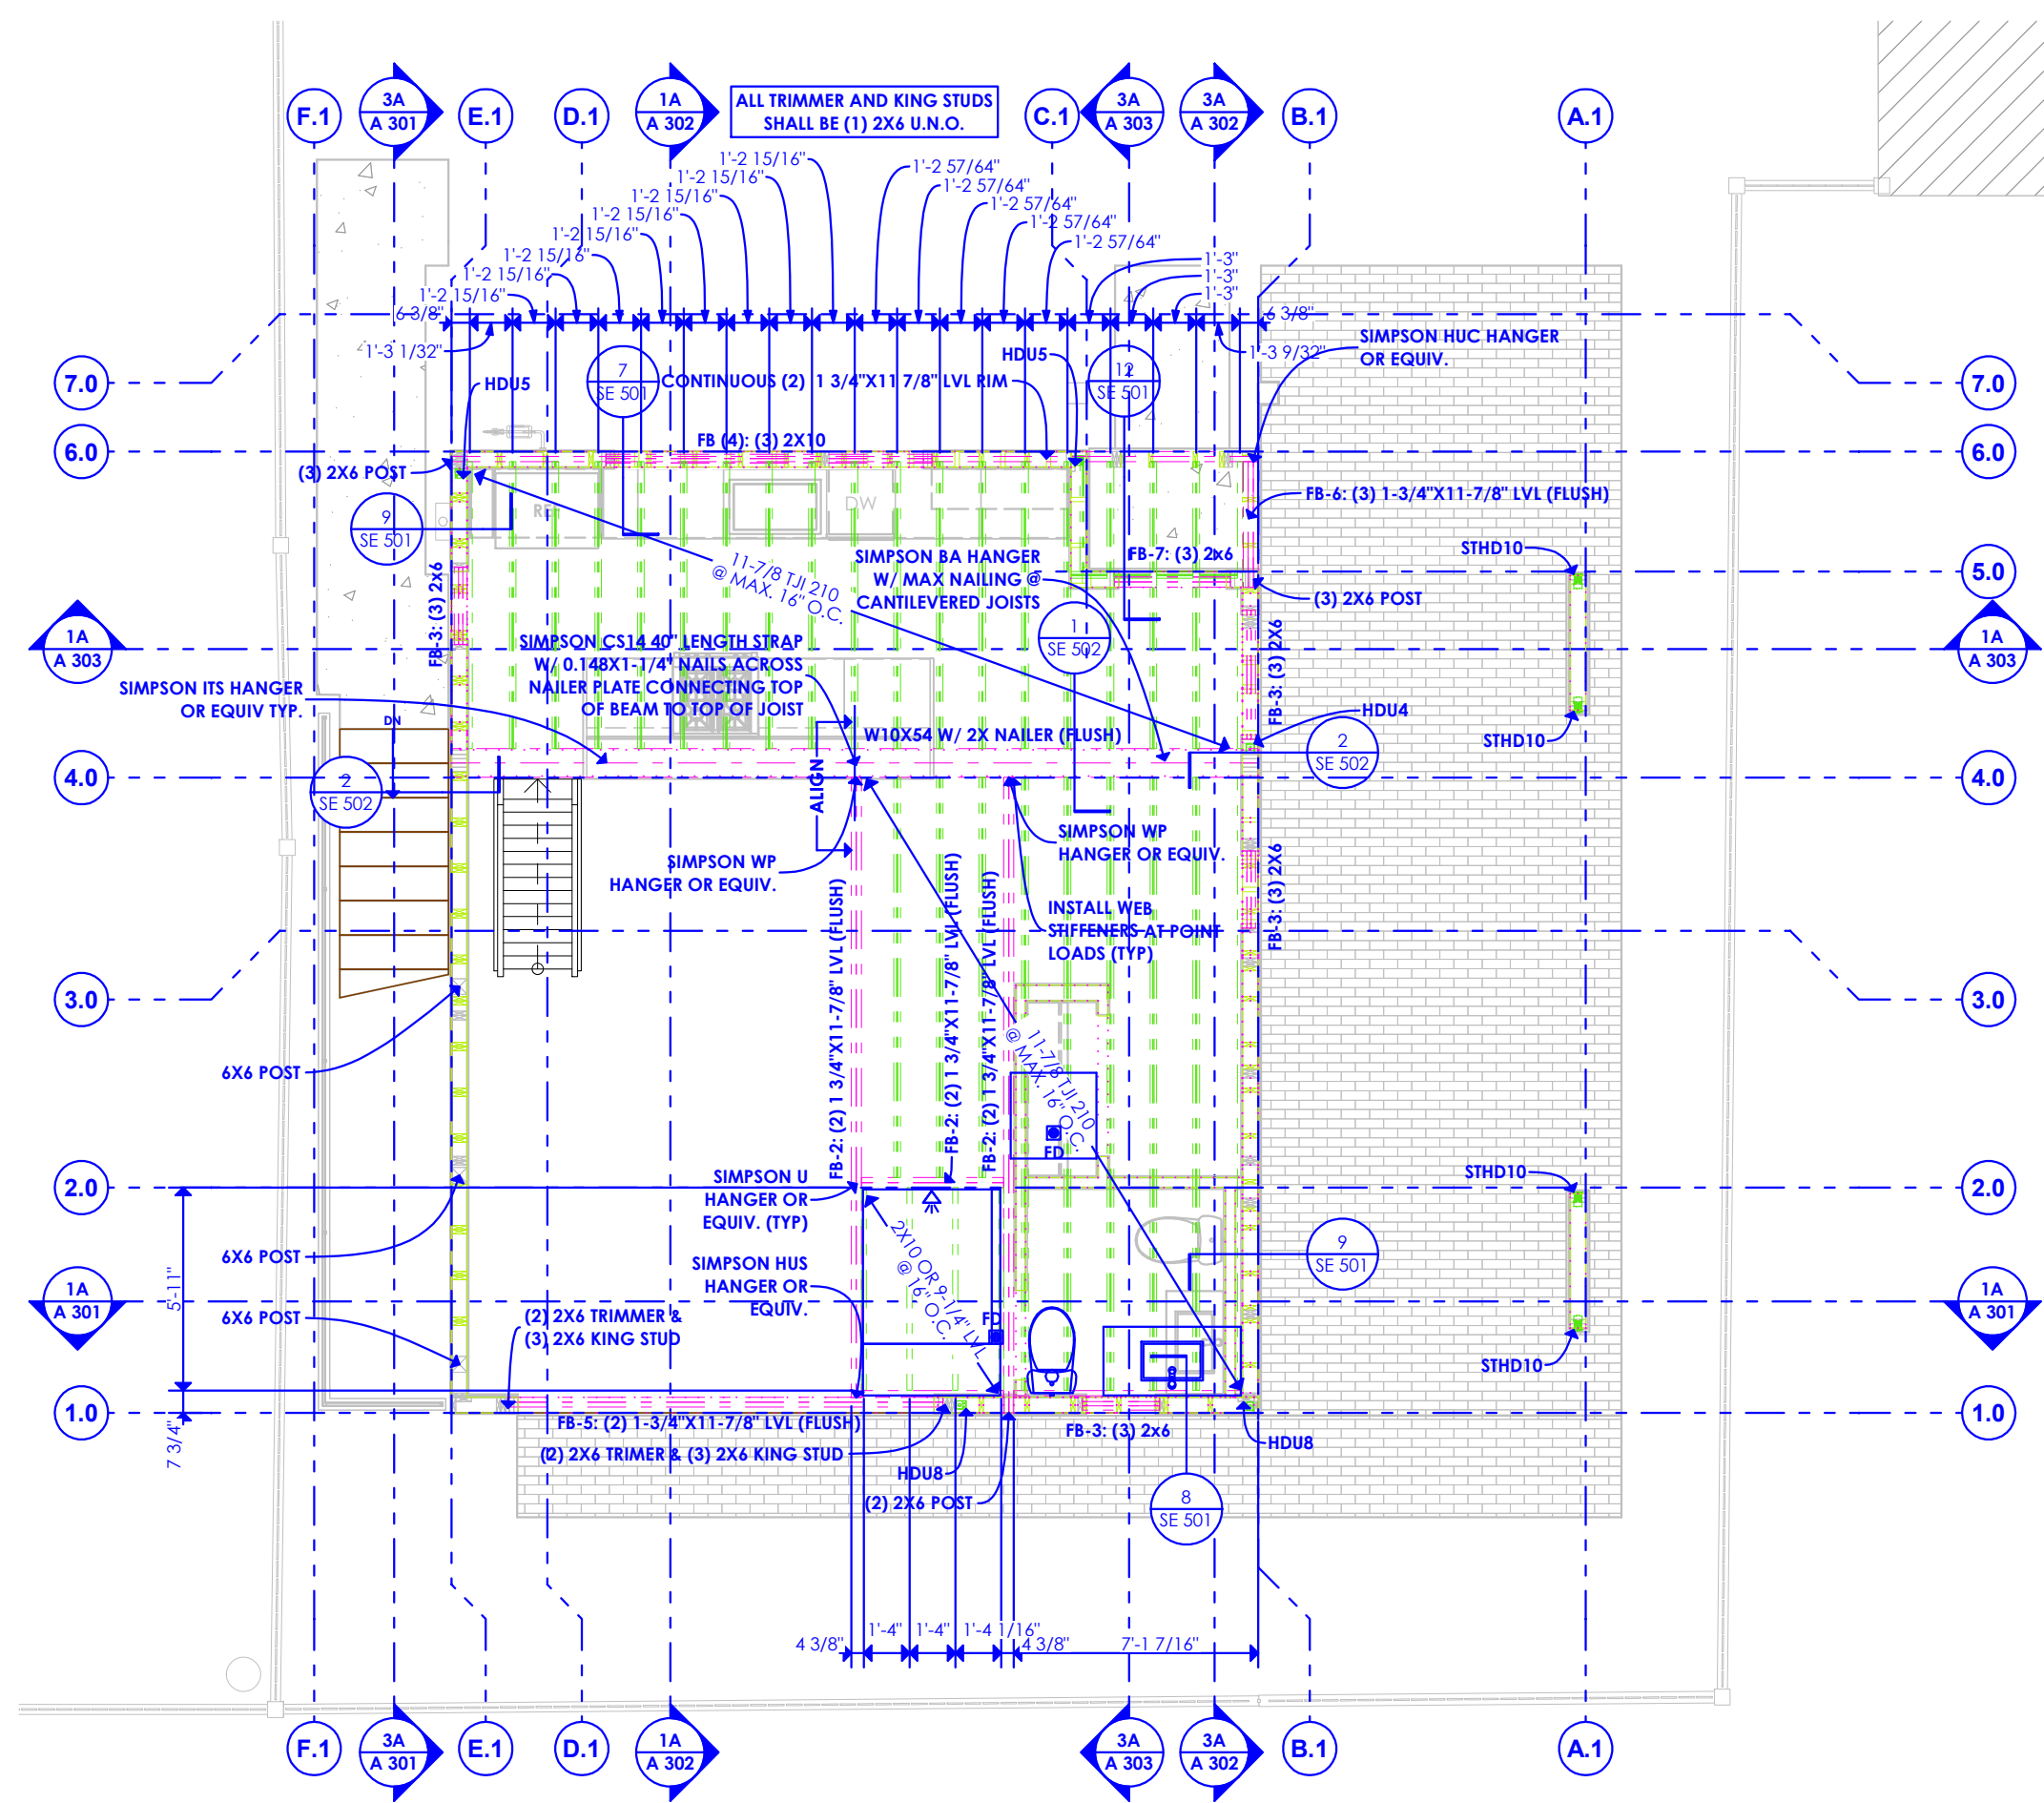 F.1
3A
A 301
E.1
D.1
1A
A 302
ALL TRIMMER AND KING STUDS
SHALL BE (1) 2X6 U.N.O.
C.1
3A
A 303
3A
A 302
B.1
A.1
1'-2 15/16"
1'-2 15/16"
1'-2 15/16"
1'-2 15/16"
1'-2 15/16"
1'-2 15/16"
1'-2 15/16"
1'-2 15/16"
6 3/8"
1'-3 1/32"
1'-2 57/64"
1'-2 57/64"
1'-2 57/64"
1'-2 57/64"
1'-2 57/64"
1'-3"
1'-3"
1'-3"
6 3/8"
1'-3 9/32"
SIMPSON HUC HANGER
OR EQUIV.
7.0
HDU5
7
SE 501
CONTINUOUS (2) 1 3/4"X11 7/8" LVL RIM
HDU5
12
SE 501
7.0
6.0
(3) 2X6 POST
FB (4): (3) 2X10
6.0
FB-6: (3) 1-3/4"X11-7/8" LVL (FLUSH)
9
SE 501
REF
DW
11-7/8 TJI 210
@ MAX. 16" O.C.
SIMPSON BA HANGER
W/ MAX NAILING @
CANTILEVERED JOISTS
FB-7: (3) 2x6
STHD10
5.0
5.0
(3) 2X6 POST
FB-3: (3) 2x6
1A
A 303
1
SE 502
FB-3: (3) 2X6
1A
A 303
SIMPSON CS14 40" LENGTH STRAP
W/ 0.148X1-1/4" NAILS ACROSS
NAILER PLATE CONNECTING TOP
OF BEAM TO TOP OF JOIST
SIMPSON ITS HANGER
OR EQUIV TYP.
DN
HDU4
STHD10
W10X54 W/ 2X NAILER (FLUSH)
2
SE 502
ALIGN
4.0
2
SE 502
4.0
SIMPSON WP
HANGER OR EQUIV.
SIMPSON WP
HANGER OR EQUIV.
FB-2: (2) 1 3/4"X11-7/8" LVL (FLUSH)
FB-2: (2) 1 3/4"X11-7/8" LVL (FLUSH)
FB-2: (2) 1 3/4"X11-7/8" LVL (FLUSH)
INSTALL WEB
STIFFENERS AT POINT
LOADS (TYP)
FB-3: (3) 2X6
3.0
3.0
6X6 POST
11-7/8 TJI 210
@ MAX. 16" O.C.
FD
SIMPSON U
HANGER OR
EQUIV. (TYP)
STHD10
2.0
2.0
6X6 POST
2X10 OR 9-1/4" LVL
@ 16" O.C.
9
SE 501
SIMPSON HUS
HANGER OR
EQUIV.
5'-11"
1A
A 301
1A
A 301
6X6 POST
(2) 2X6 TRIMMER &
(3) 2X6 KING STUD
FD
STHD10
1.0
1.0
7 3/4"
FB-5: (2) 1-3/4"X11-7/8" LVL (FLUSH)
FB-3: (3) 2x6
(2) 2X6 TRIMER & (3) 2X6 KING STUD
HDU8
HDU8
(2) 2X6 POST
8
SE 501
4 3/8"
1'-4"
1'-4"
1'-4 1/16"
4 3/8"
7'-1 7/16"
F.1
3A
A 301
E.1
D.1
1A
A 302
3A
A 303
3A
A 302
B.1
A.1